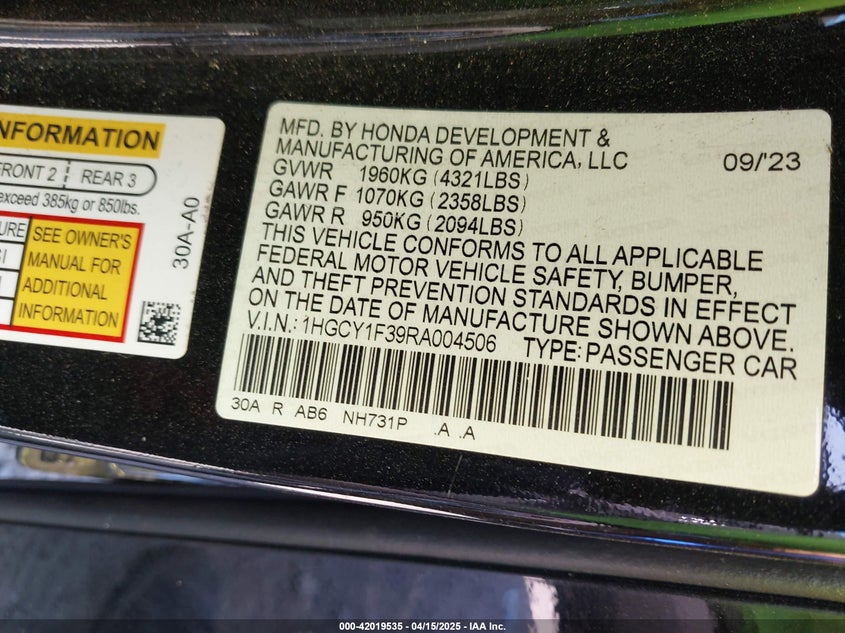 NFORMATION
FRONT 2 REAR 3
exceed 385kg or 850lbs.
URE
SEE OWNER'S
MANUAL FOR
ADDITIONAL
INFORMATION
30A-A0
MFD. BY HONDA DEVELOPMENT &
MANUFACTURING OF AMERICA, LLC 09/'23
GVWR 1960KG (4321LBS)
GAWR F 1070KG (2358LBS)
GAWR R 950KG (2094LBS)
THIS VEHICLE CONFORMS TO ALL APPLICABLE
FEDERAL MOTOR VEHICLE SAFETY, BUMPER,
AND THEFT PREVENTION STANDARDS IN EFFECT
ON THE DATE OF MANUFACTURE SHOWN ABOVE.
V.I.N.: 1HGCY1F39RA004506 TYPE: PASSENGER CAR
30A R AB6 NH731P .A .A
000-42019535 - 04/15/2025 - IAA Inc.